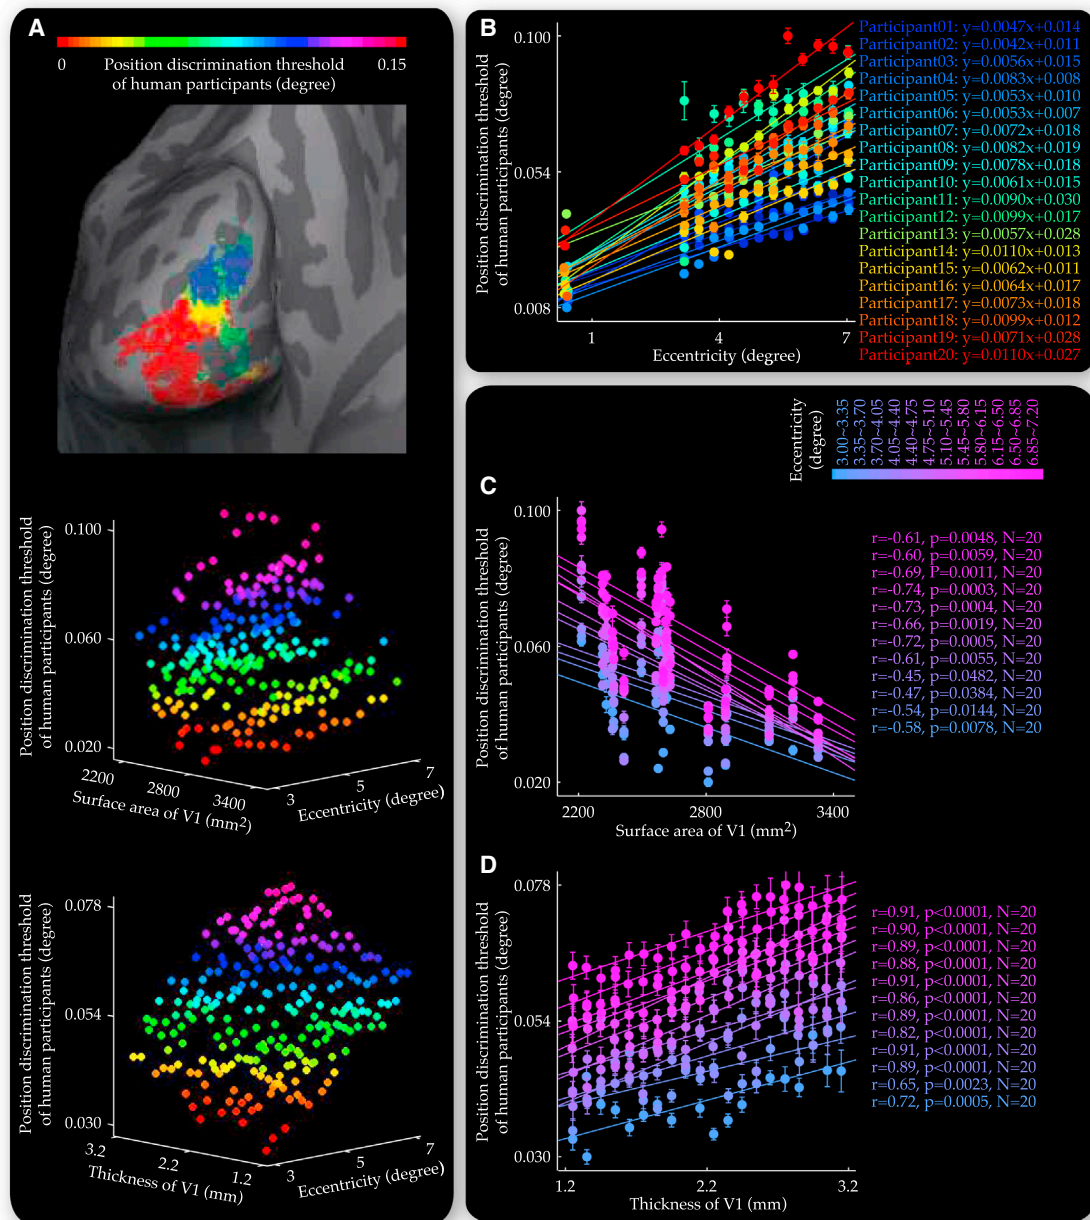 A
0 Position discrimination threshold 0.15
of human participants (degree)
Position discrimination threshold
of human participants (degree)
0.100
0.060
0.020
2200
2800
3400
Surface area of V1 (mm²)
3
5
7
Eccentricity (degree)
Position discrimination threshold
of human participants (degree)
0.078
0.054
0.030
3.2
2.2
1.2
Thickness of V1 (mm)
3
5
7
Eccentricity (degree)
B
Position discrimination threshold
of human participants (degree)
0.100
0.054
0.008
1 4 7
Eccentricity (degree)
Participant01: y=0.0047x+0.014
Participant02: y=0.0042x+0.011
Participant03: y=0.0056x+0.015
Participant04: y=0.0083x+0.008
Participant05: y=0.0053x+0.010
Participant06: y=0.0053x+0.007
Participant07: y=0.0072x+0.018
Participant08: y=0.0082x+0.019
Participant09: y=0.0078x+0.018
Participant10: y=0.0061x+0.015
Participant11: y=0.0090x+0.030
Participant12: y=0.0099x+0.017
Participant13: y=0.0057x+0.028
Participant14: y=0.0110x+0.013
Participant15: y=0.0062x+0.011
Participant16: y=0.0064x+0.017
Participant17: y=0.0073x+0.018
Participant18: y=0.0099x+0.012
Participant19: y=0.0071x+0.028
Participant20: y=0.0110x+0.027
Eccentricity
(degree)
3.00~3.35
3.35~3.70
3.70~4.05
4.05~4.40
4.40~4.75
4.75~5.10
5.10~5.45
5.45~5.80
5.80~6.15
6.15~6.50
6.50~6.85
6.85~7.20
C
Position discrimination threshold
of human participants (degree)
0.100
0.060
0.020
2200 2800 3400
Surface area of V1 (mm²)
r=-0.61, p=0.0048, N=20
r=-0.60, p=0.0059, N=20
r=-0.69, P=0.0011, N=20
r=-0.74, p=0.0003, N=20
r=-0.73, p=0.0004, N=20
r=-0.66, p=0.0019, N=20
r=-0.72, p=0.0005, N=20
r=-0.61, p=0.0055, N=20
r=-0.45, p=0.0482, N=20
r=-0.47, p=0.0384, N=20
r=-0.54, p=0.0144, N=20
r=-0.58, p=0.0078, N=20
D
Position discrimination threshold
of human participants (degree)
0.078
0.054
0.030
1.2 2.2 3.2
Thickness of V1 (mm)
r=0.91, p<0.0001, N=20
r=0.90, p<0.0001, N=20
r=0.89, p<0.0001, N=20
r=0.88, p<0.0001, N=20
r=0.91, p<0.0001, N=20
r=0.86, p<0.0001, N=20
r=0.89, p<0.0001, N=20
r=0.82, p<0.0001, N=20
r=0.91, p<0.0001, N=20
r=0.89, p<0.0001, N=20
r=0.65, p=0.0023, N=20
r=0.72, p=0.0005, N=20